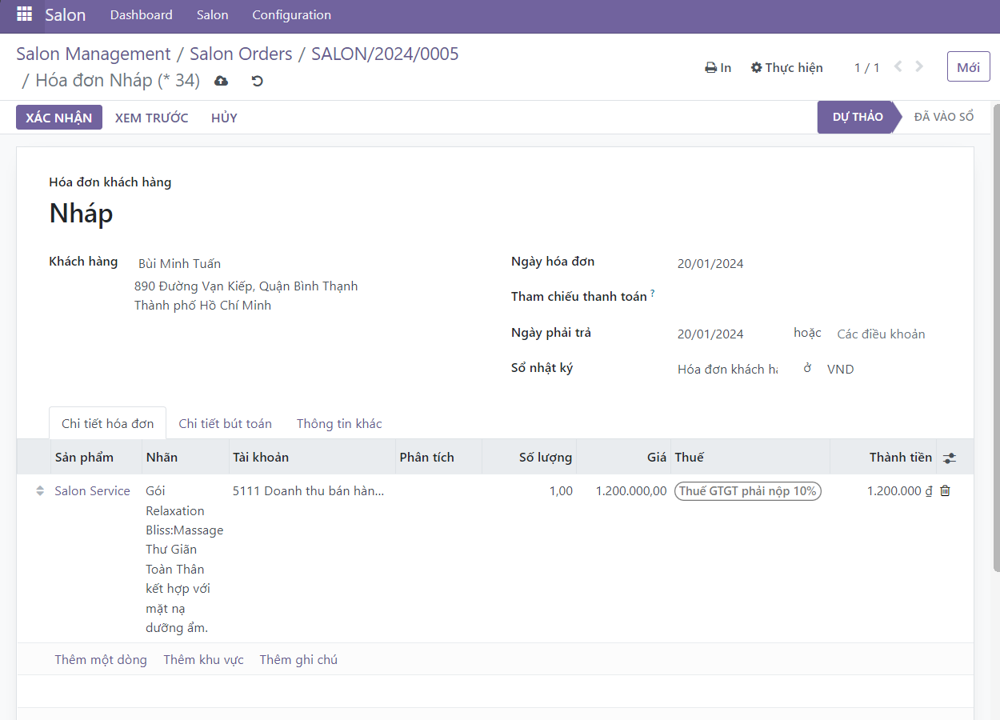 Salon Dashboard Salon Configuration
Salon Management / Salon Orders / SALON/2024/0005
/ Hóa đơn Nháp (* 34)
In Thực hiện 1 / 1 Mới
XÁC NHẬN XEM TRƯỚC HỦY DỰ THẢO ĐÃ VÀO SỔ
Hóa đơn khách hàng
Nháp
Khách hàng Bùi Minh Tuấn
890 Đường Vạn Kiếp, Quận Bình Thạnh
Thành phố Hồ Chí Minh
Ngày hóa đơn 20/01/2024
Tham chiếu thanh toán ?
Ngày phải trả 20/01/2024 hoặc Các điều khoản
Sổ nhật ký Hóa đơn khách hà ở VND
Chi tiết hóa đơn Chi tiết bút toán Thông tin khác
Sản phẩm Nhãn Tài khoản Phân tích Số lượng Giá Thuế Thành tiền
Salon Service Gói 5111 Doanh thu bán hàn... 1,00 1.200.000,00 Thuế GTGT phải nộp 10% 1.200.000 ₫
Relaxation
Bliss:Massage
Thư Giãn
Toàn Thân
kết hợp với
mặt nạ
dưỡng ẩm.
Thêm một dòng Thêm khu vực Thêm ghi chú